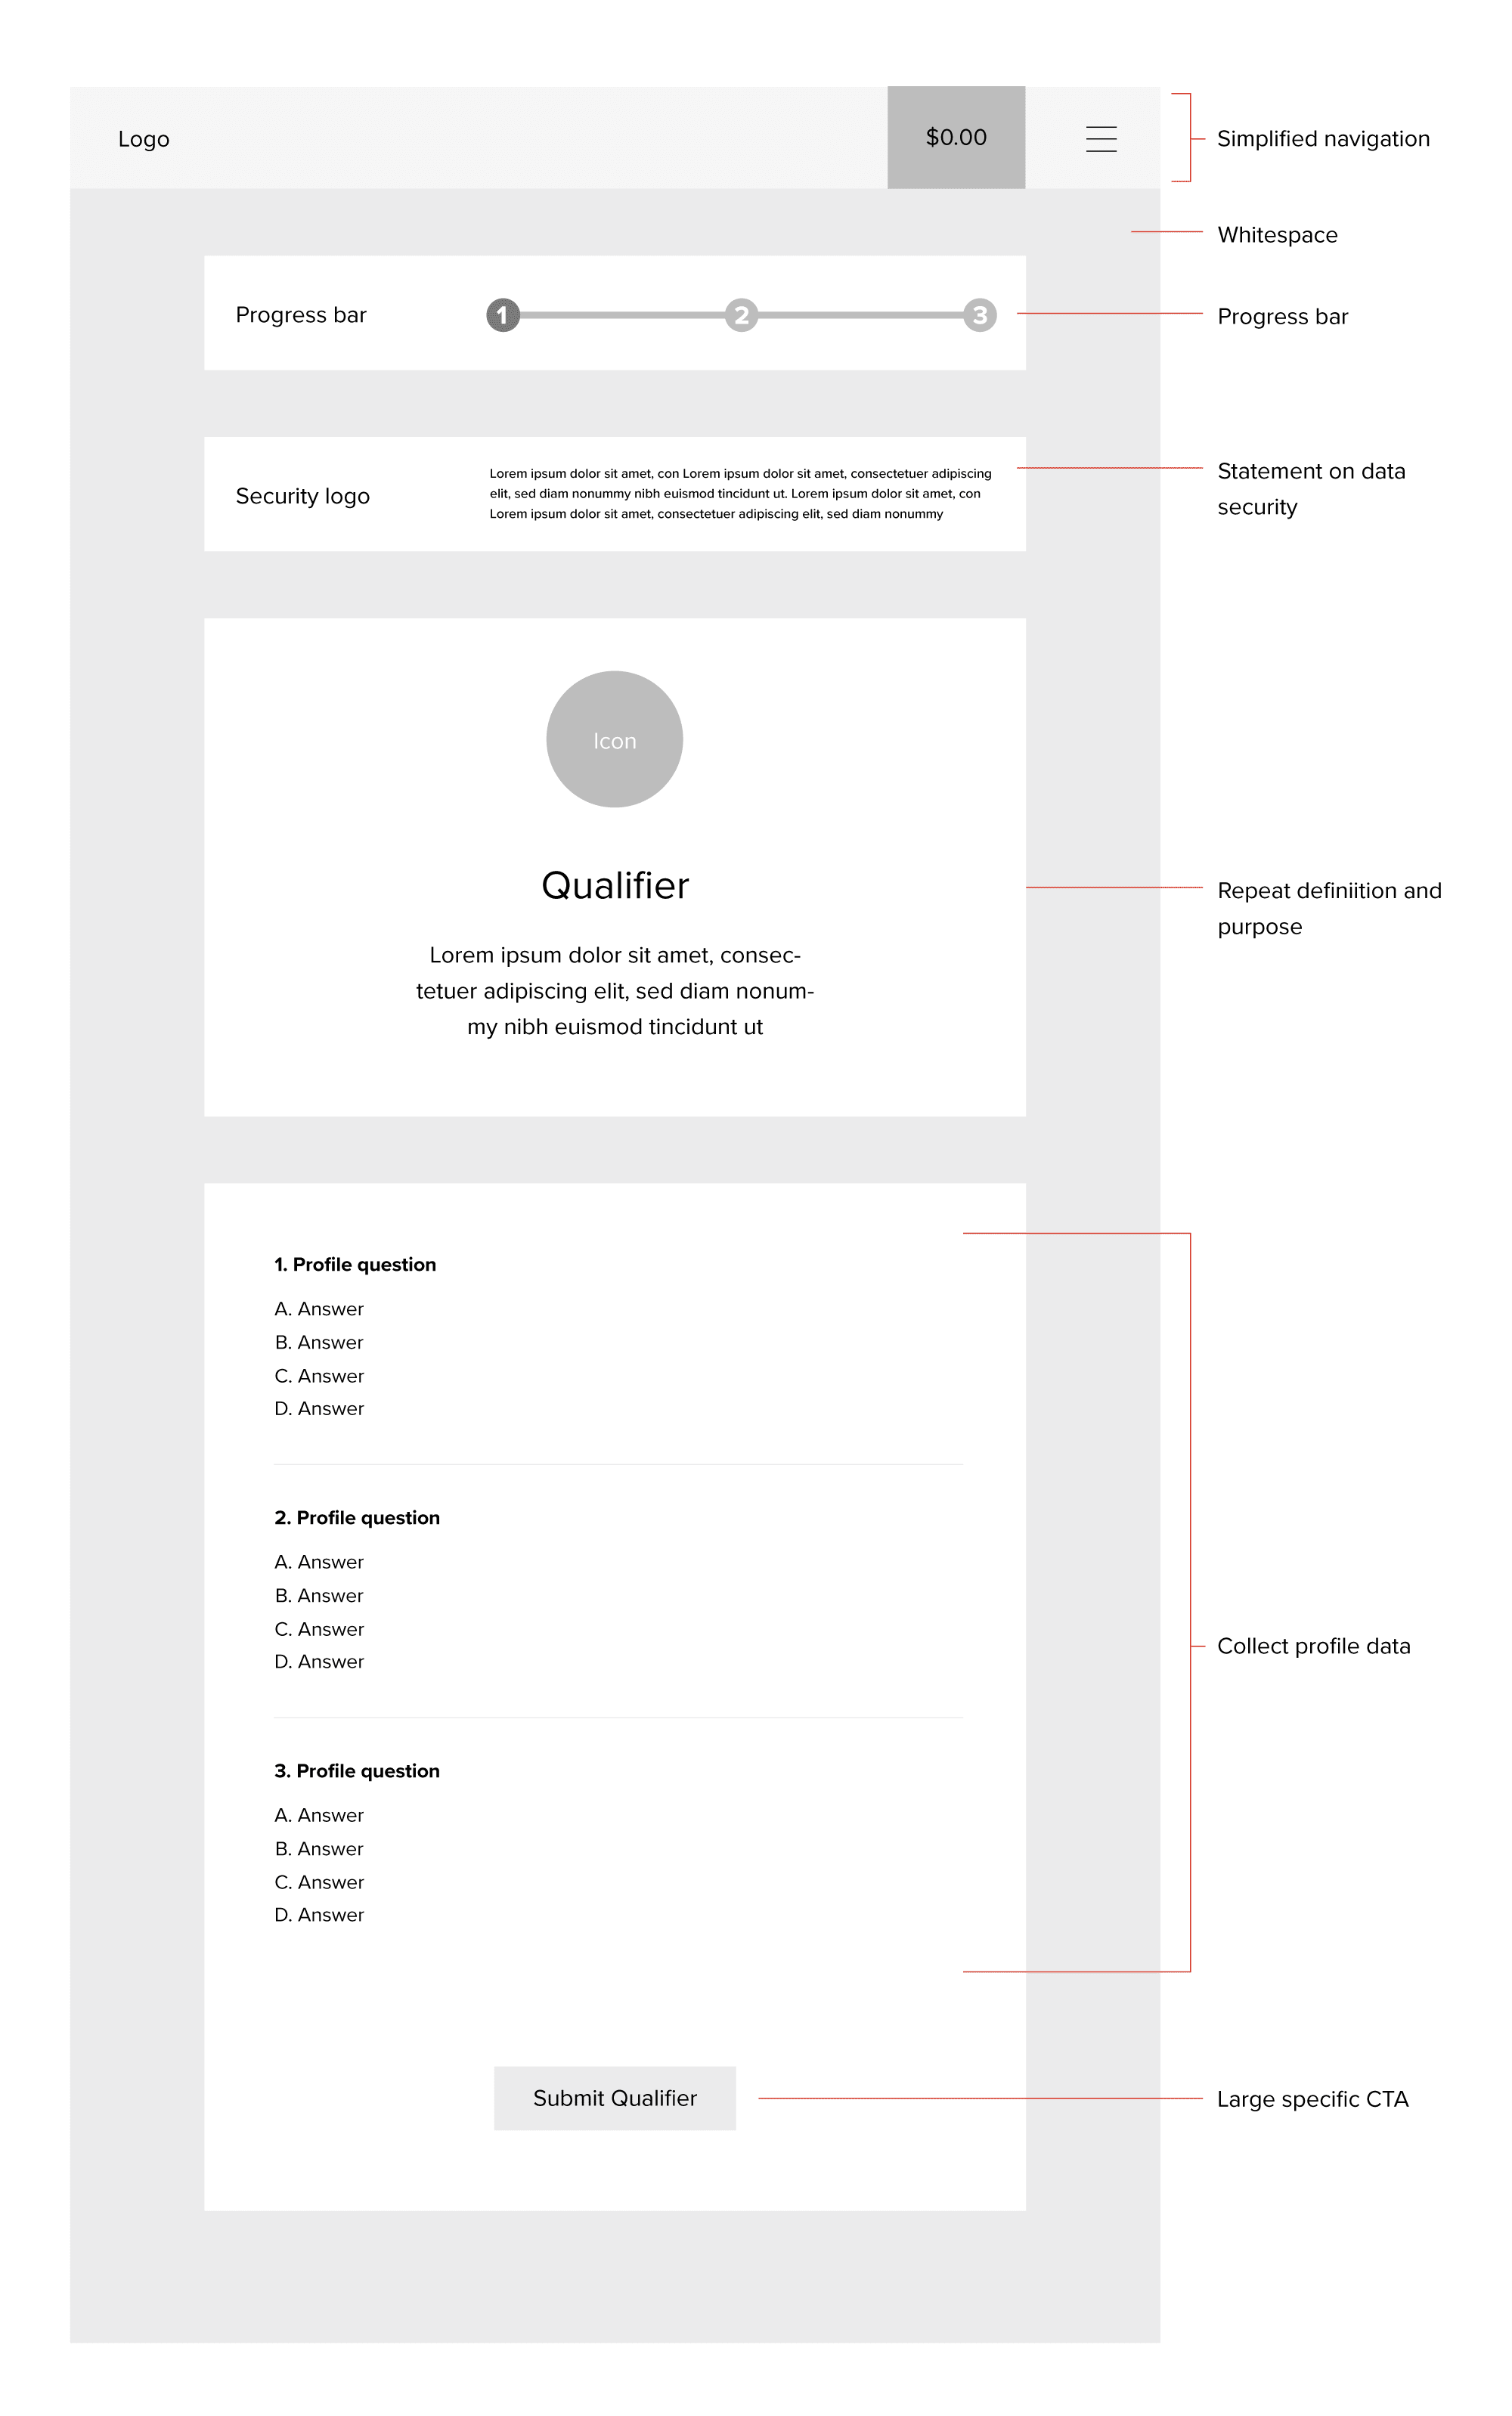 Logo
$0.00
Simplified navigation
Whitespace
Progress bar
1
2
3
Progress bar
Security logo
Lorem ipsum dolor sit amet, con Lorem ipsum dolor sit amet, consectetuer adipiscing
elit, sed diam nonummy nibh euismod tincidunt ut. Lorem ipsum dolor sit amet, con
Lorem ipsum dolor sit amet, consectetuer adipiscing elit, sed diam nonummy
Statement on data
security
Icon
Qualifier
Lorem ipsum dolor sit amet, consec-
tetuer adipiscing elit, sed diam nonum-
my nibh euismod tincidunt ut
Repeat definiition and
purpose
1. Profile question
A. Answer
B. Answer
C. Answer
D. Answer
2. Profile question
A. Answer
B. Answer
C. Answer
D. Answer
3. Profile question
A. Answer
B. Answer
C. Answer
D. Answer
Collect profile data
Submit Qualifier
Large specific CTA